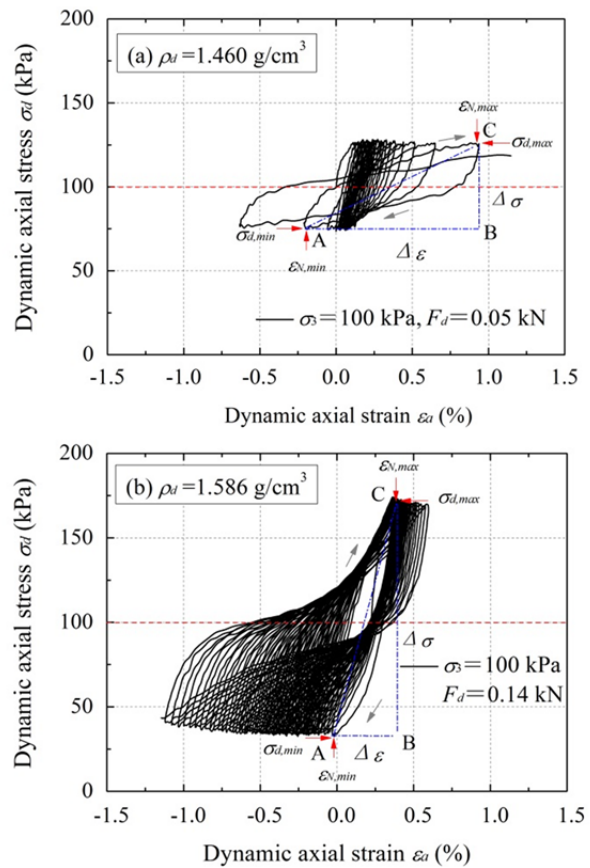 200
(a) ρd=1.460 g/cm³
150
100
50
0
Dynamic axial stress σd (kPa)
εN,max
C
σd,max
Δσ
σd,min
A
B
εN,min
Δε
σ₃=100 kPa, Fd=0.05 kN
-1.5 -1.0 -0.5 0.0 0.5 1.0 1.5
Dynamic axial strain εa (%)
200
(b) ρd=1.586 g/cm³
150
100
50
0
Dynamic axial stress σd (kPa)
εN,max
C
σd,max
Δσ
σ₃=100 kPa
Fd=0.14 kN
σd,min
A
B
Δε
εN,min
-1.5 -1.0 -0.5 0.0 0.5 1.0 1.5
Dynamic axial strain εa (%)